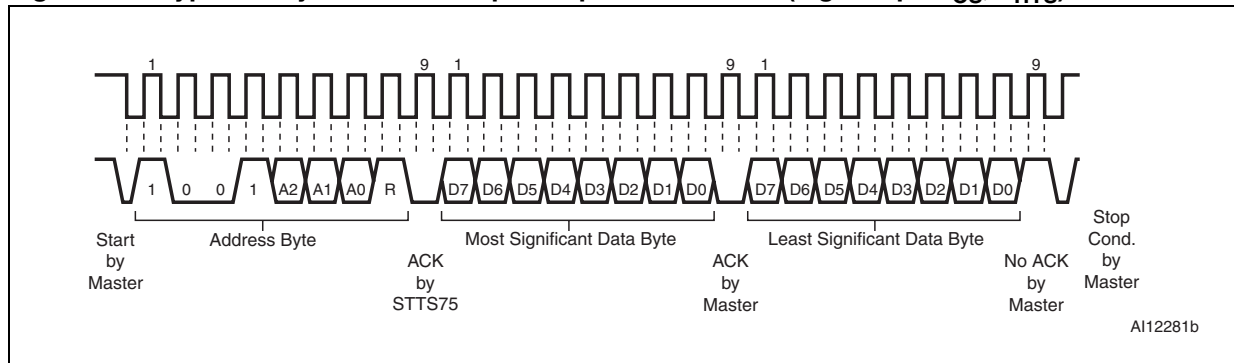 1 9 1 9 1 9
1 0 0 1 A2 A1 A0 R D7 D6 D5 D4 D3 D2 D1 D0 D7 D6 D5 D4 D3 D2 D1 D0
Address Byte
Most Significant Data Byte
Least Significant Data Byte
Start
by
Master
ACK
by
STTS75
ACK
by
Master
No ACK
by
Master
Stop
Cond.
by
Master
AI12281b